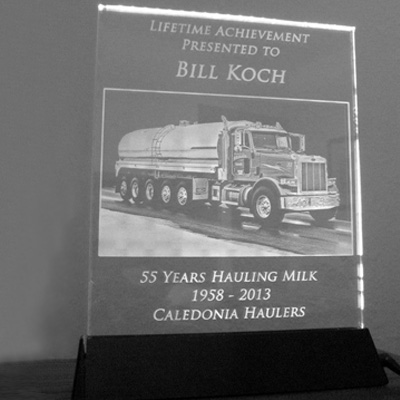 Lifetime Achievement
Presented to
Bill Koch
55 Years Hauling Milk
1958 - 2013
Caledonia Haulers